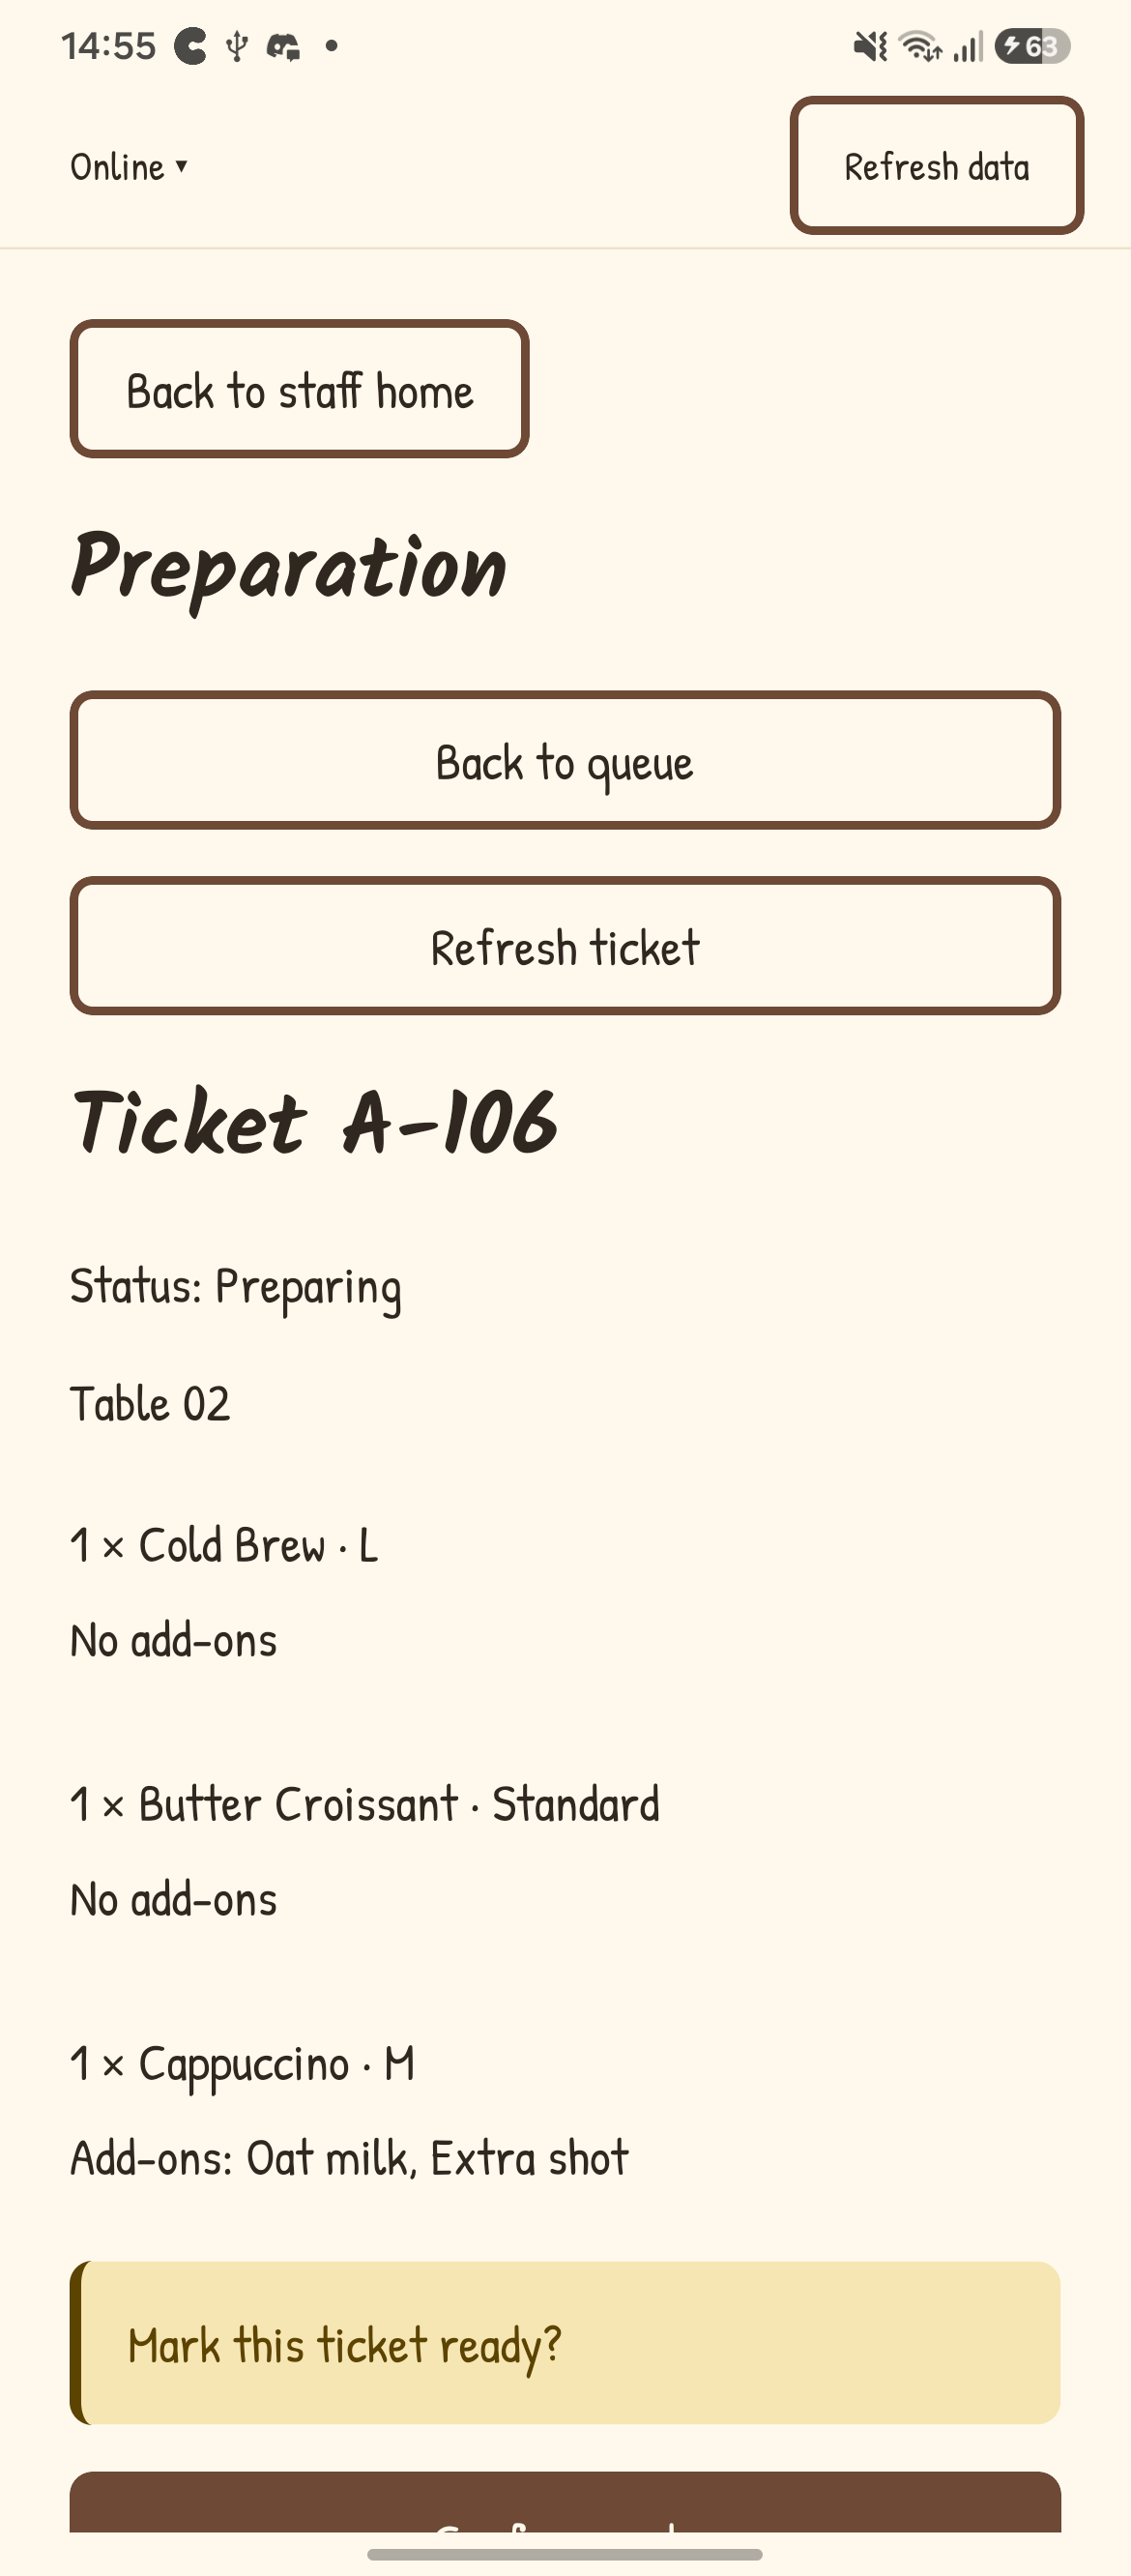 14:55
63
Online ▾
Refresh data
Back to staff home
Preparation
Back to queue
Refresh ticket
Ticket A-106
Status: Preparing
Table 02
1 × Cold Brew · L
No add-ons
1 × Butter Croissant · Standard
No add-ons
1 × Cappuccino · M
Add-ons: Oat milk, Extra shot
Mark this ticket ready?